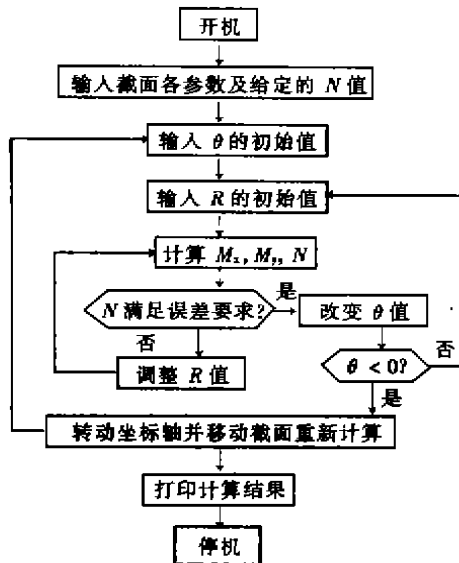 开机
输入截面各参数及给定的 N 值
输入 θ 的初始值
输入 R 的初始值
计算 Mx, My, N
N 满足误差要求?
是
改变 θ 值
否
调整 R 值
θ < 0?
否
是
转动坐标轴并移动截面重新计算
打印计算结果
停机